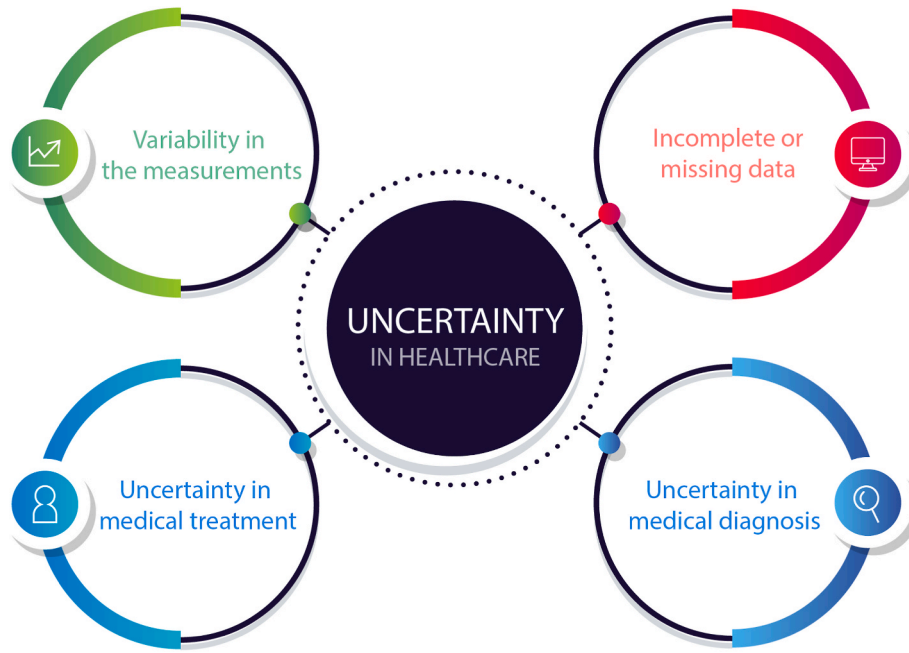 Variability in
the measurements
Incomplete or
missing data
UNCERTAINTY
IN HEALTHCARE
Uncertainty in
medical treatment
Uncertainty in
medical diagnosis